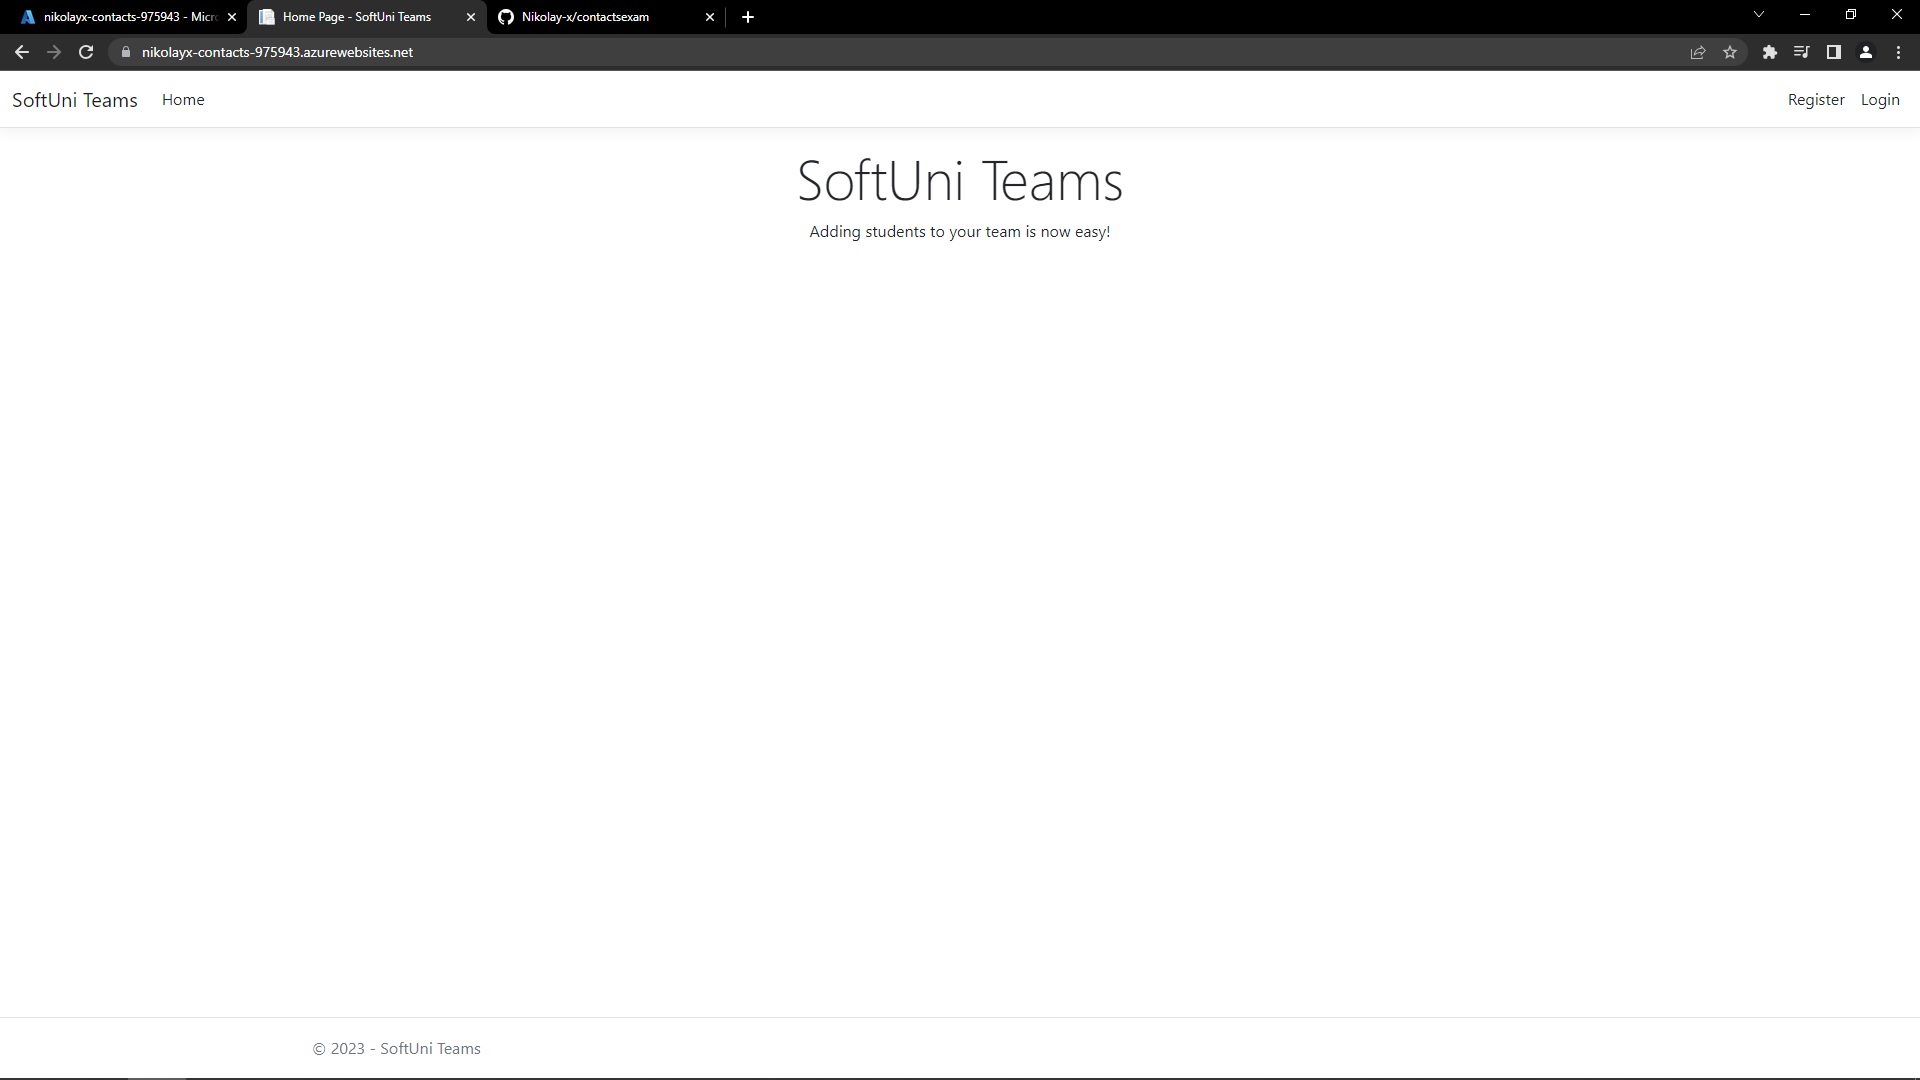 nikolayx-contacts-975943 - Micr
Home Page - SoftUni Teams
Nikolay-x/contactsexam
nikolayx-contacts-975943.azurewebsites.net
SoftUni Teams
Home
Register
Login
SoftUni Teams
Adding students to your team is now easy!
© 2023 - SoftUni Teams